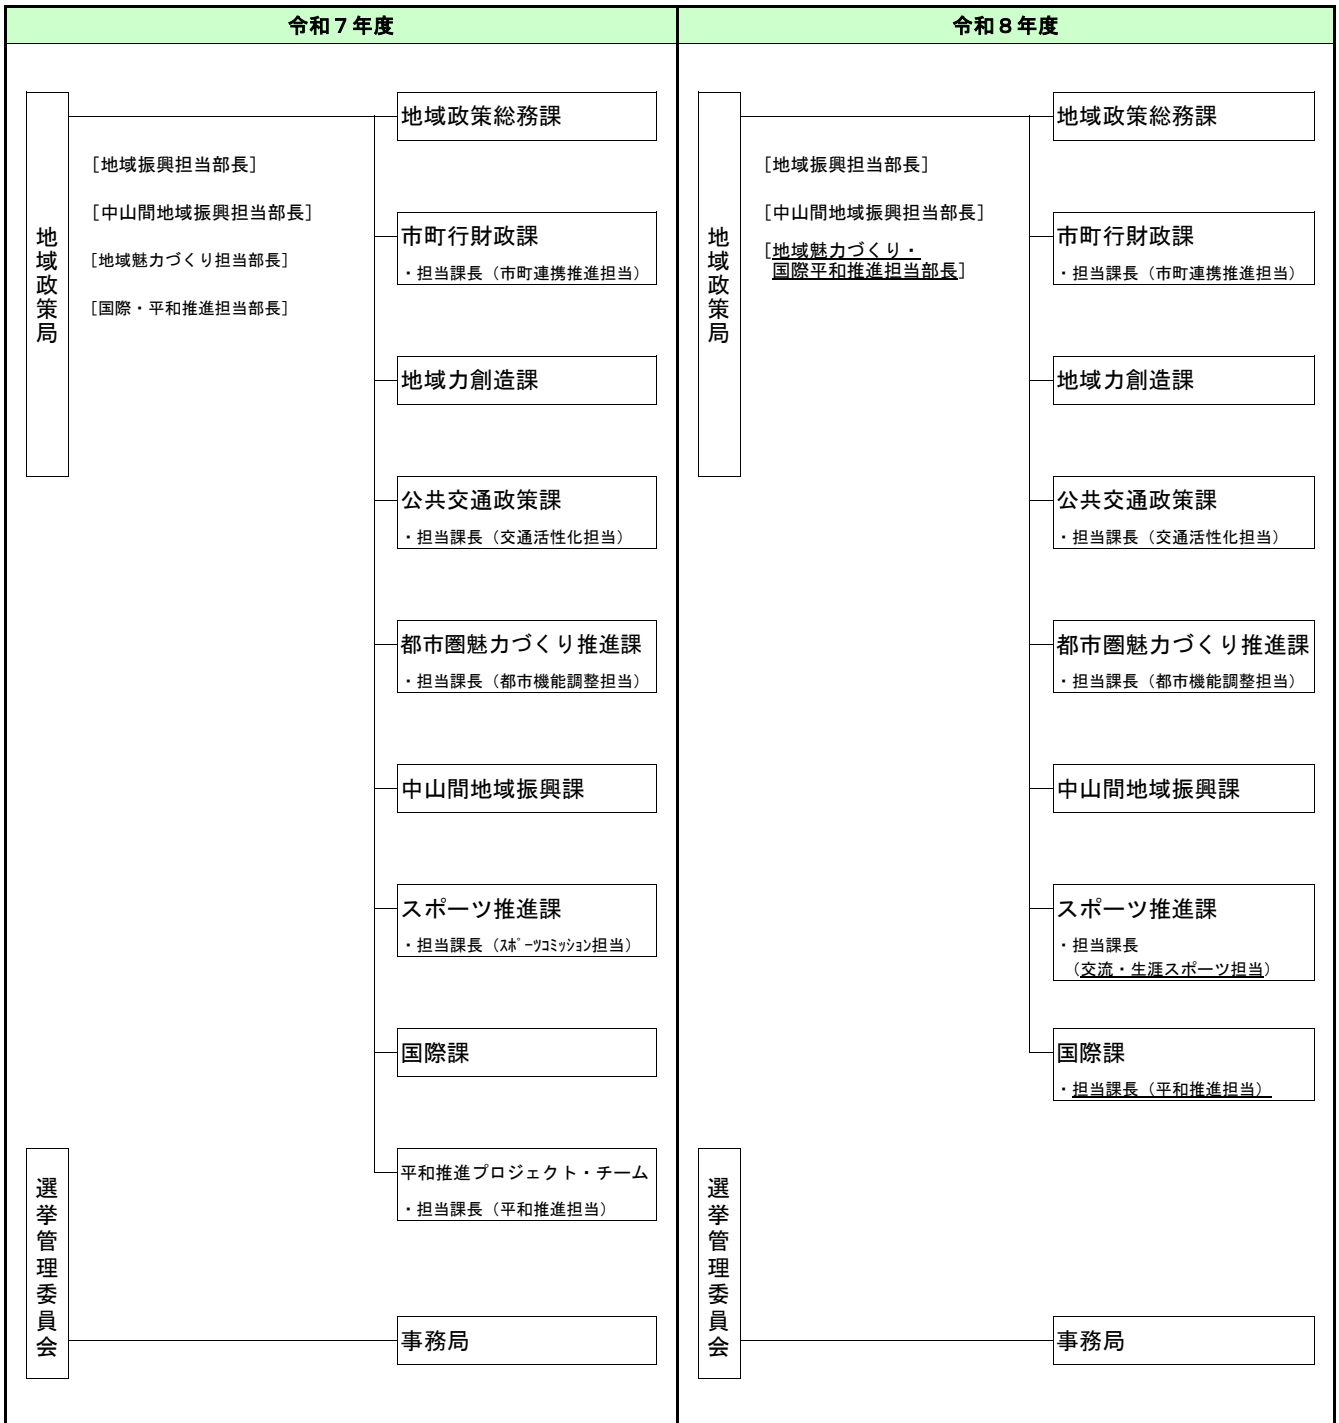 令和７年度
地域政策局
[地域振興担当部長]
[中山間地域振興担当部長]
[地域魅力づくり担当部長]
[国際・平和推進担当部長]
地域政策総務課
市町行財政課
・担当課長（市町連携推進担当）
地域力創造課
公共交通政策課
・担当課長（交通活性化担当）
都市圏魅力づくり推進課
・担当課長（都市機能調整担当）
中山間地域振興課
スポーツ推進課
・担当課長（ｽﾎﾟｰﾂｺﾐｯｼｮﾝ担当）
国際課
平和推進プロジェクト・チーム
・担当課長（平和推進担当）
選挙管理委員会
事務局
令和８年度
地域政策局
[地域振興担当部長]
[中山間地域振興担当部長]
[地域魅力づくり・
国際平和推進担当部長]
地域政策総務課
市町行財政課
・担当課長（市町連携推進担当）
地域力創造課
公共交通政策課
・担当課長（交通活性化担当）
都市圏魅力づくり推進課
・担当課長（都市機能調整担当）
中山間地域振興課
スポーツ推進課
・担当課長
（交流・生涯スポーツ担当）
国際課
・担当課長（平和推進担当）
選挙管理委員会
事務局